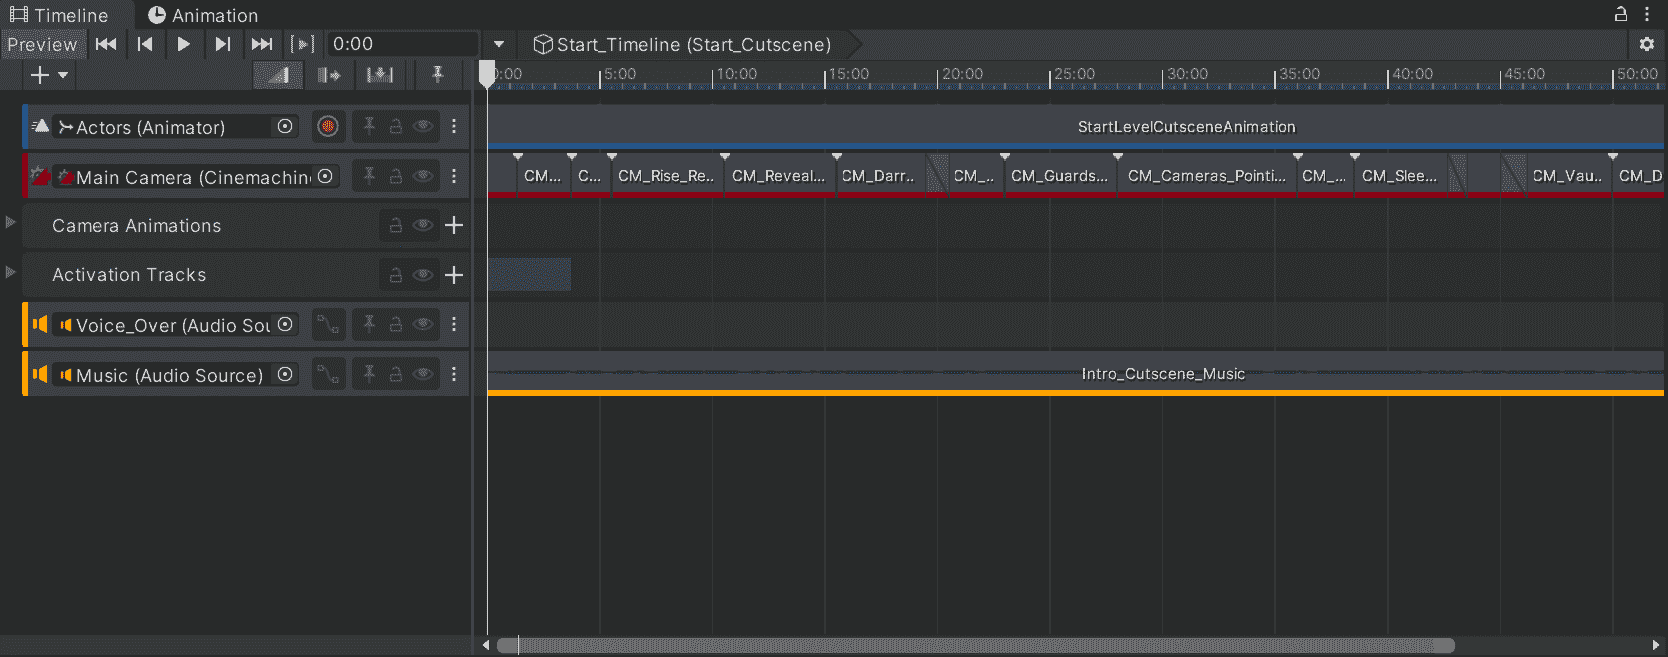 Timeline Animation
Preview 0:00 Start_Timeline (Start_Cutscene)
0:00 5:00 10:00 15:00 20:00 25:00 30:00 35:00 40:00 45:00 50:00
Actors (Animator) StartLevelCutsceneAnimation
Main Camera (Cinemachin CM... C... CM_Rise_Re.. CM_Reveal... CM_Darr.. CM_.. CM_Guards... CM_Cameras_Pointi... CM_... CM_Slee... CM_Vau.. CM_D
Camera Animations
Activation Tracks
Voice_Over (Audio Sou
Music (Audio Source) Intro_Cutscene_Music